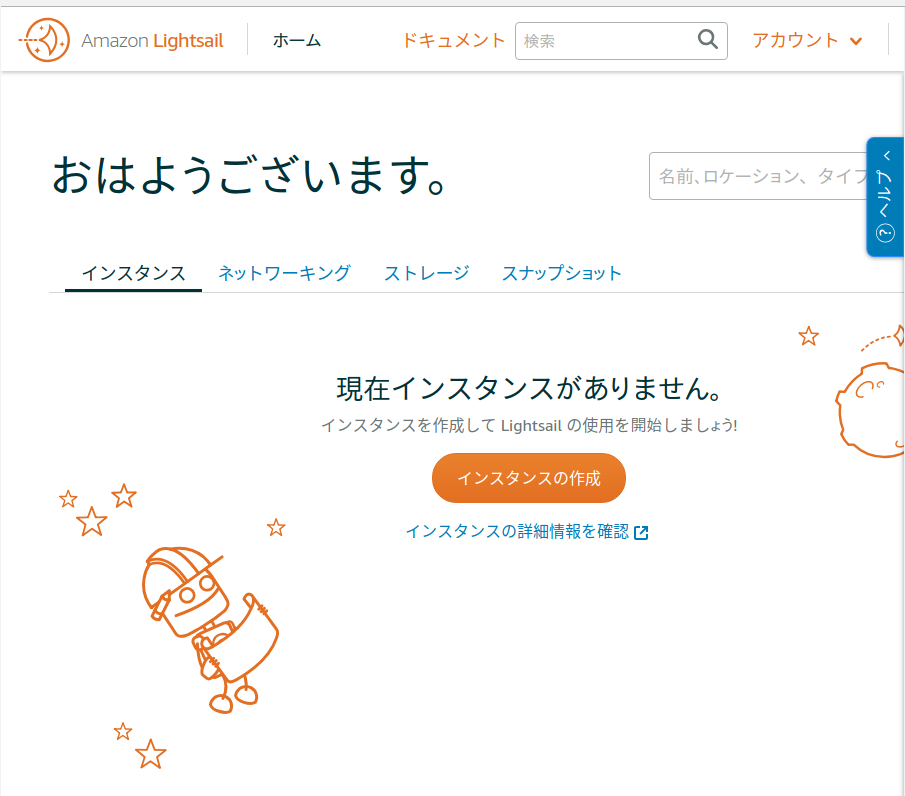 Amazon Lightsail ホーム ドキュメント 検索 アカウント
おはようございます。
名前、ロケーション、タイプ
ヘルプ
インスタンス ネットワーキング ストレージ スナップショット
現在インスタンスがありません。
インスタンスを作成して Lightsail の使用を開始しましょう!
インスタンスの作成
インスタンスの詳細情報を確認